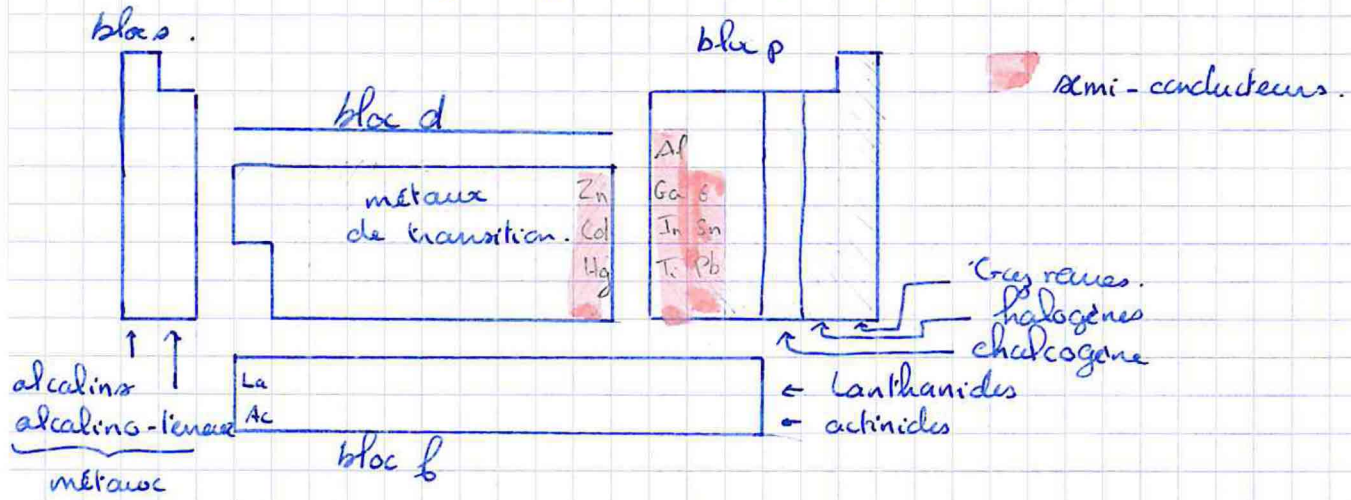 bloc s.
bloc p
semi-conducteurs.
bloc d
métaux
de transition.
Zn
Cd
Hg
Al
Ga G
In Sn
Ti Pb
Gaz rares.
halogènes
chalcogène
La
Ac
← Lanthanides
← actinides
alcalins
alcalino-terreux
métaux
bloc f